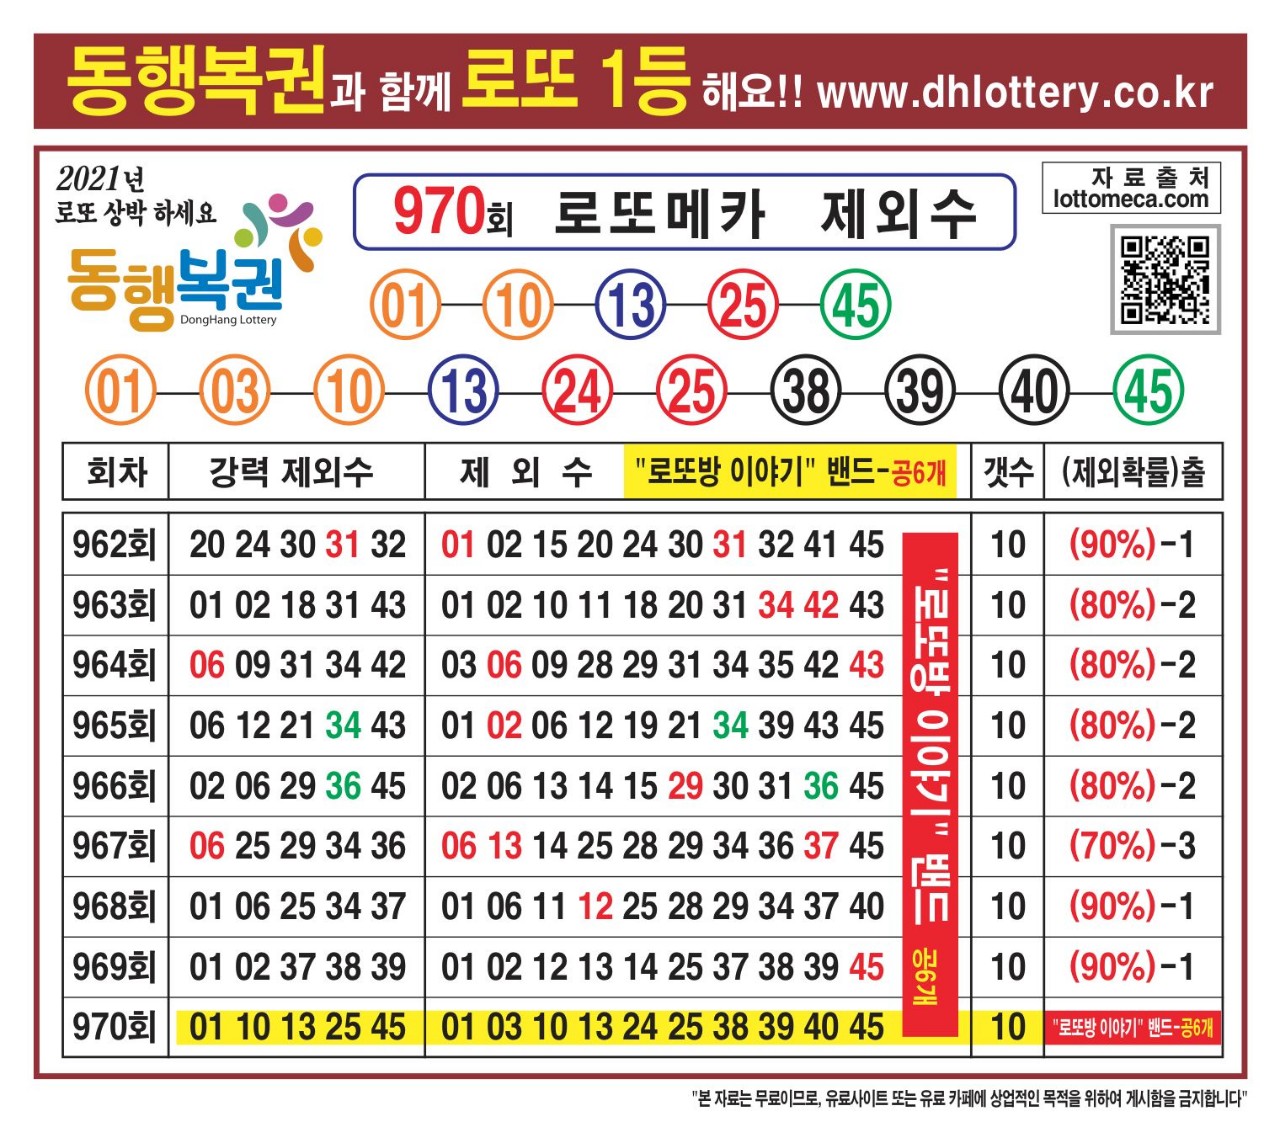 동행복권과 함께 로또 1등 해요!! www.dhlottery.co.kr
2021년
로또 상박 하세요
동행복권
DongHang Lottery
970회 로또메카 제외수
자 료 출 처
lottomeca.com
01 10 13 25 45
01 03 10 13 24 25 38 39 40 45
회차 강력 제외수 제 외 수 "로또방 이야기" 밴드-공6개 갯수 (제외확률)출
962회 20 24 30 31 32 01 02 15 20 24 30 31 32 41 45 10 (90%)-1
963회 01 02 18 31 43 01 02 10 11 18 20 31 34 42 43 10 (80%)-2
964회 06 09 31 34 42 03 06 09 28 29 31 34 35 42 43 10 (80%)-2
965회 06 12 21 34 43 01 02 06 12 19 21 34 39 43 45 10 (80%)-2
966회 02 06 29 36 45 02 06 13 14 15 29 30 31 36 45 10 (80%)-2
967회 06 25 29 34 36 06 13 14 25 28 29 34 36 37 45 10 (70%)-3
968회 01 06 25 34 37 01 06 11 12 25 28 29 34 37 40 10 (90%)-1
969회 01 02 37 38 39 01 02 12 13 14 25 37 38 39 45 10 (90%)-1
970회 01 10 13 25 45 01 03 10 13 24 25 38 39 40 45 10 "로또방 이야기" 밴드-공6개
"로또방 이야기" 밴드 공6개
"본 자료는 무료이므로, 유료사이트 또는 유료 카페에 상업적인 목적을 위하여 게시함을 금지합니다"